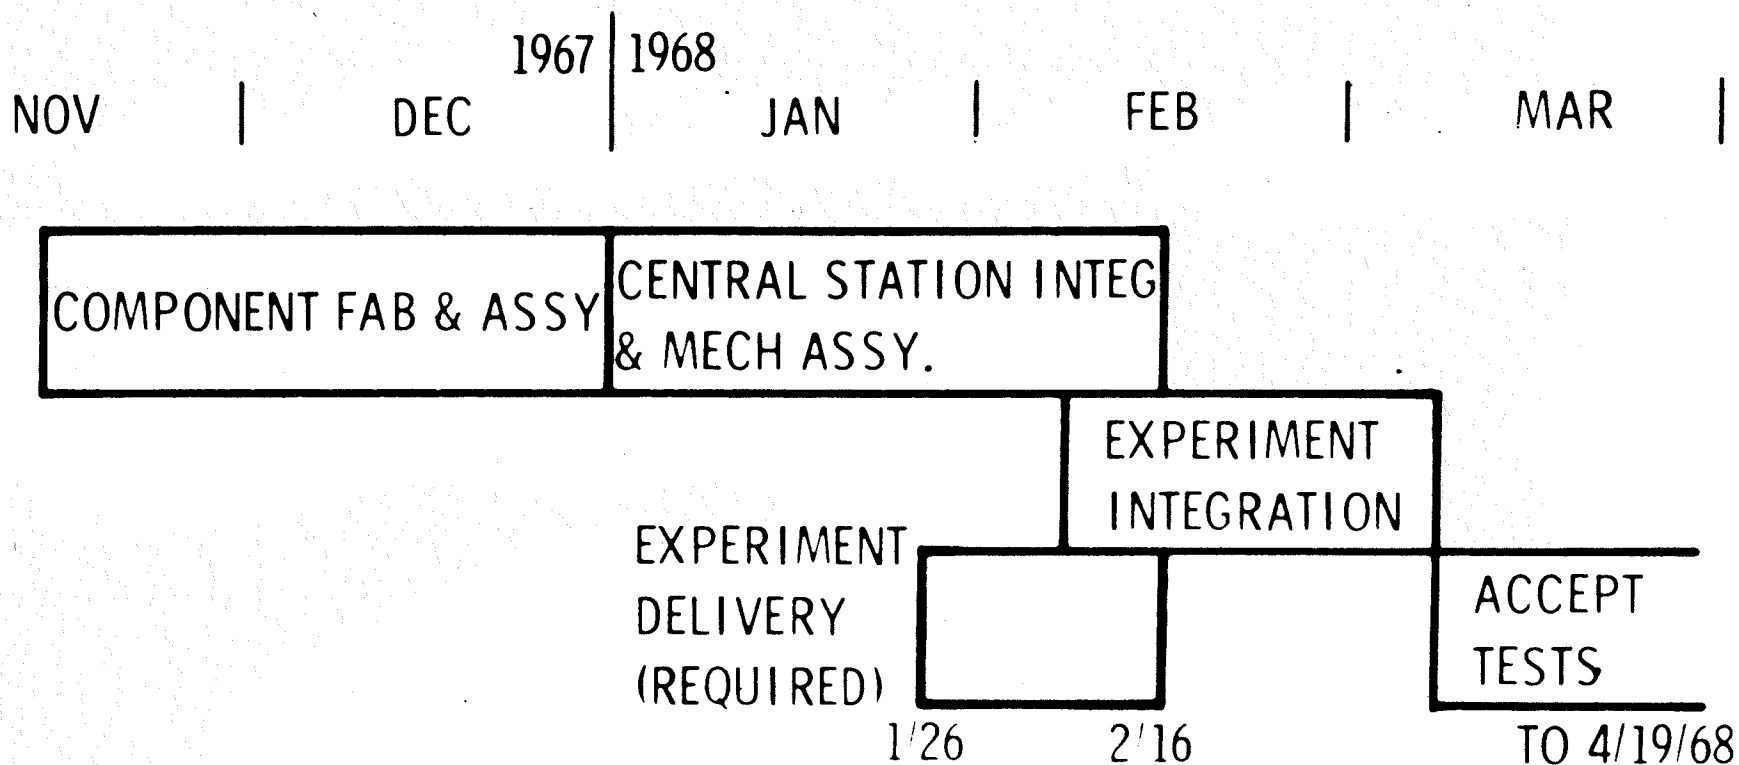 1967 | 1968
NOV | DEC | JAN | FEB | MAR |
COMPONENT FAB & ASSY
CENTRAL STATION INTEG
& MECH ASSY.
EXPERIMENT
INTEGRATION
EXPERIMENT
DELIVERY
(REQUIRED)
ACCEPT
TESTS
1/26
2/16
TO 4/19/68